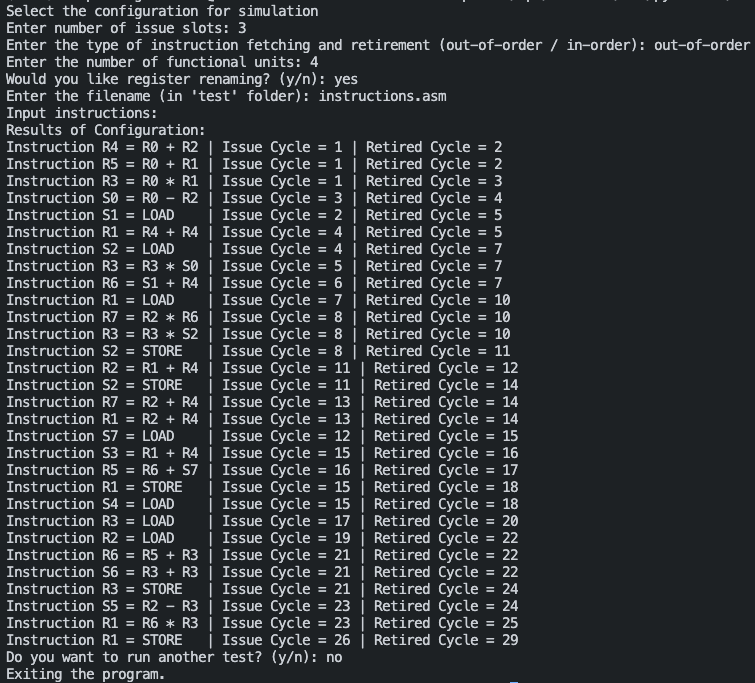 Select the configuration for simulation
Enter number of issue slots: 3
Enter the type of instruction fetching and retirement (out-of-order / in-order): out-of-order
Enter the number of functional units: 4
Would you like register renaming? (y/n): yes
Enter the filename (in 'test' folder): instructions.asm
Input instructions:
Results of Configuration:
Instruction R4 = R0 + R2 | Issue Cycle = 1 | Retired Cycle = 2
Instruction R5 = R0 + R1 | Issue Cycle = 1 | Retired Cycle = 2
Instruction R3 = R0 * R1 | Issue Cycle = 1 | Retired Cycle = 3
Instruction S0 = R0 - R2 | Issue Cycle = 3 | Retired Cycle = 4
Instruction S1 = LOAD    | Issue Cycle = 2 | Retired Cycle = 5
Instruction R1 = R4 + R4 | Issue Cycle = 4 | Retired Cycle = 5
Instruction S2 = LOAD    | Issue Cycle = 4 | Retired Cycle = 7
Instruction R3 = R3 * S0 | Issue Cycle = 5 | Retired Cycle = 7
Instruction R6 = S1 + R4 | Issue Cycle = 6 | Retired Cycle = 7
Instruction R1 = LOAD    | Issue Cycle = 7 | Retired Cycle = 10
Instruction R7 = R2 * R6 | Issue Cycle = 8 | Retired Cycle = 10
Instruction R3 = R3 * S2 | Issue Cycle = 8 | Retired Cycle = 10
Instruction S2 = STORE   | Issue Cycle = 8 | Retired Cycle = 11
Instruction R2 = R1 + R4 | Issue Cycle = 11 | Retired Cycle = 12
Instruction S2 = STORE   | Issue Cycle = 11 | Retired Cycle = 14
Instruction R7 = R2 + R4 | Issue Cycle = 13 | Retired Cycle = 14
Instruction R1 = R2 + R4 | Issue Cycle = 13 | Retired Cycle = 14
Instruction S7 = LOAD    | Issue Cycle = 12 | Retired Cycle = 15
Instruction S3 = R1 + R4 | Issue Cycle = 15 | Retired Cycle = 16
Instruction R5 = R6 + S7 | Issue Cycle = 16 | Retired Cycle = 17
Instruction R1 = STORE   | Issue Cycle = 15 | Retired Cycle = 18
Instruction S4 = LOAD    | Issue Cycle = 15 | Retired Cycle = 18
Instruction R3 = LOAD    | Issue Cycle = 17 | Retired Cycle = 20
Instruction R2 = LOAD    | Issue Cycle = 19 | Retired Cycle = 22
Instruction R6 = R5 + R3 | Issue Cycle = 21 | Retired Cycle = 22
Instruction S6 = R3 + R3 | Issue Cycle = 21 | Retired Cycle = 22
Instruction R3 = STORE   | Issue Cycle = 21 | Retired Cycle = 24
Instruction S5 = R2 - R3 | Issue Cycle = 23 | Retired Cycle = 24
Instruction R1 = R6 * R3 | Issue Cycle = 23 | Retired Cycle = 25
Instruction R1 = STORE   | Issue Cycle = 26 | Retired Cycle = 29
Do you want to run another test? (y/n): no
Exiting the program.